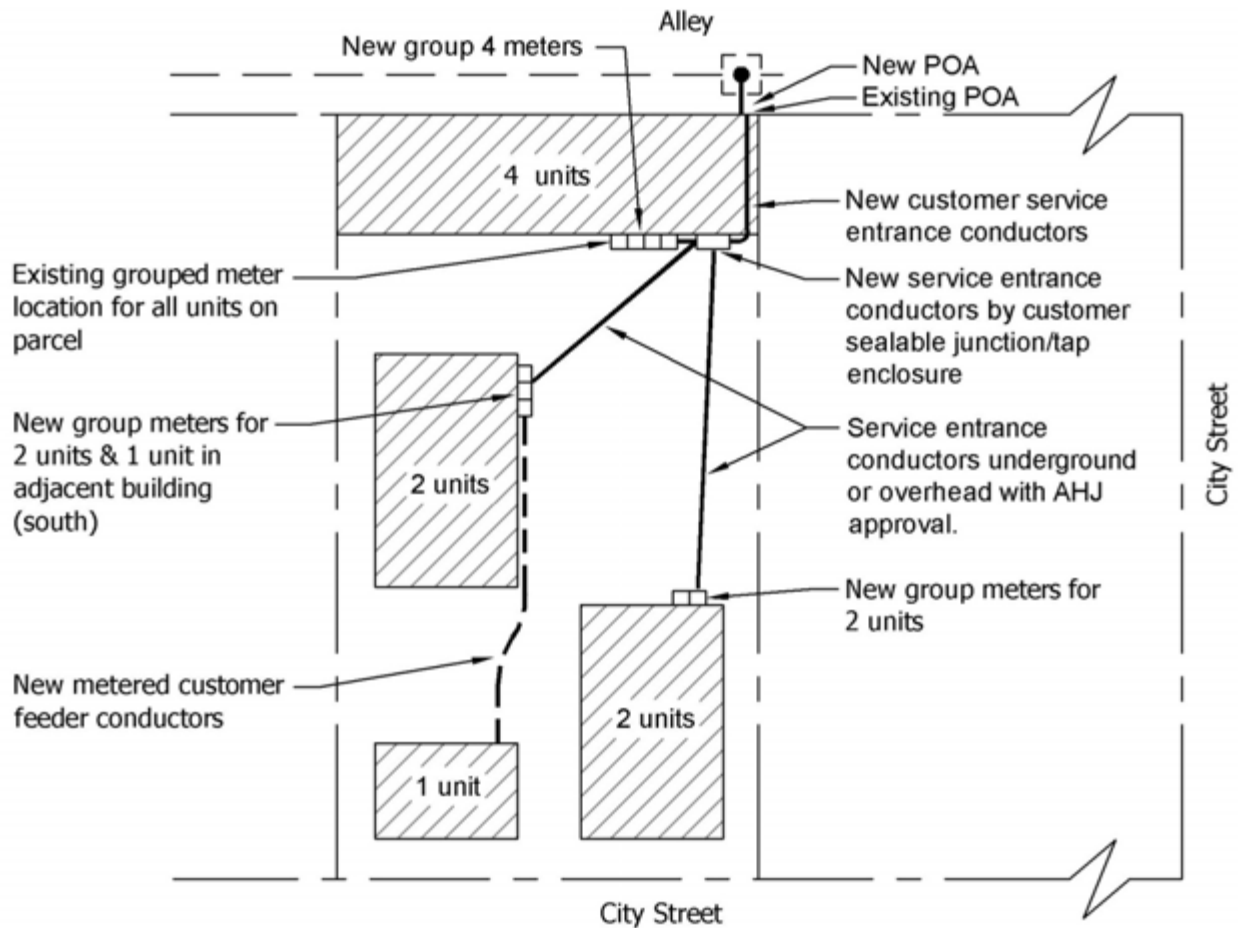 Alley
New group 4 meters
New POA
Existing POA
4 units
New customer service
entrance conductors
Existing grouped meter
location for all units on
parcel
New service entrance
conductors by customer
sealable junction/tap
enclosure
New group meters for
2 units & 1 unit in
adjacent building
(south)
2 units
Service entrance
conductors underground
or overhead with AHJ
approval.
City Street
New group meters for
2 units
New metered customer
feeder conductors
2 units
1 unit
City Street